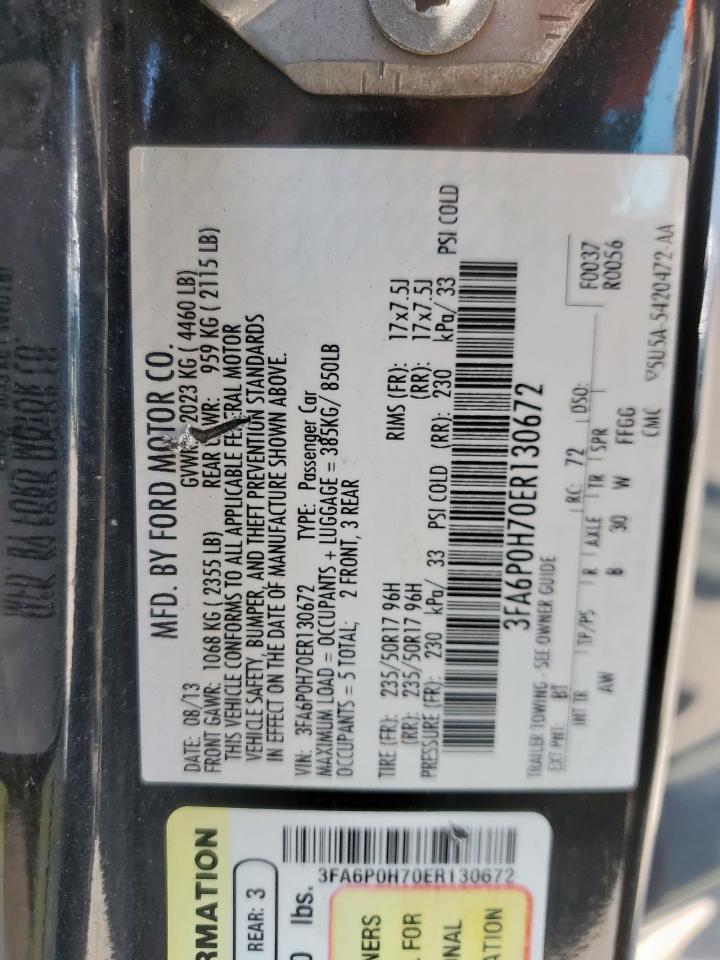 MFD. BY FORD MOTOR CO.
DATE: 08/13 GVWR: 2023 KG ( 4460 LB)
FRONT GAWR: 1068 KG ( 2355 LB) REAR GAWR: 959 KG ( 2115 LB)
THIS VEHICLE CONFORMS TO ALL APPLICABLE FEDERAL MOTOR
VEHICLE SAFETY, BUMPER, AND THEFT PREVENTION STANDARDS
IN EFFECT ON THE DATE OF MANUFACTURE SHOWN ABOVE.
VIN: 3FA6P0H70ER130672 TYPE: Passenger Car
MAXIMUM LOAD = OCCUPANTS + LUGGAGE = 385KG/ 850LB
OCCUPANTS = 5 TOTAL; 2 FRONT, 3 REAR
TIRE (FR): 235/50R17 96H RIMS (FR): 17x7.5J
(RR): 235/50R17 96H (RR): 17x7.5J
PRESSURE (FR): 230 kPa/ 33 PSI COLD (RR): 230 kPa/ 33 PSI COLD
3FA6P0H70ER130672
TRAILER TOWING - SEE OWNER GUIDE
EXT PNT: BT RC: 72 DSO: F0037
INT TR TP/PS R AXLE TR SPR R0056
AW B 30 W FFGG
CMC 5U5A-5420472-AA
RMATION
REAR: 3
0 lbs.
3FA6P0H70ER130672
NERS
FOR
NAL
ATION